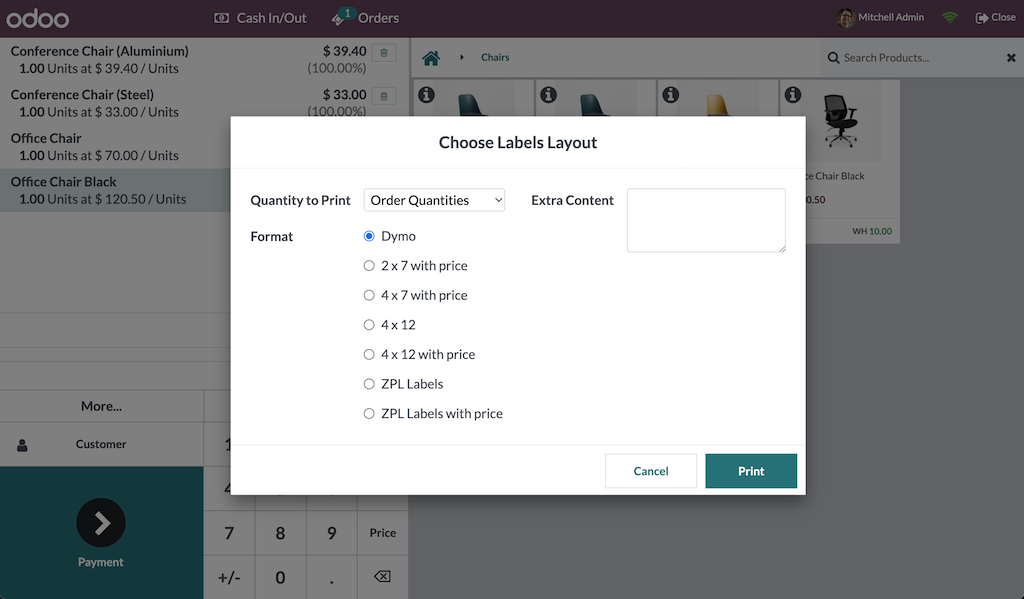 odoo
Cash In/Out
1
Orders
Mitchell Admin
Close
Conference Chair (Aluminium)
$ 39.40
1.00 Units at $ 39.40 / Units
(100.00%)
Conference Chair (Steel)
$ 33.00
1.00 Units at $ 33.00 / Units
(100.00%)
Office Chair
1.00 Units at $ 70.00 / Units
Office Chair Black
1.00 Units at $ 120.50 / Units
Chairs
Search Products...
Chair Black
0.50
WH 10.00
Choose Labels Layout
Quantity to Print
Order Quantities
Extra Content
Format
Dymo
2 x 7 with price
4 x 7 with price
4 x 12
4 x 12 with price
ZPL Labels
ZPL Labels with price
Cancel
Print
More...
Customer
Payment
7
8
9
Price
+/-
0
.